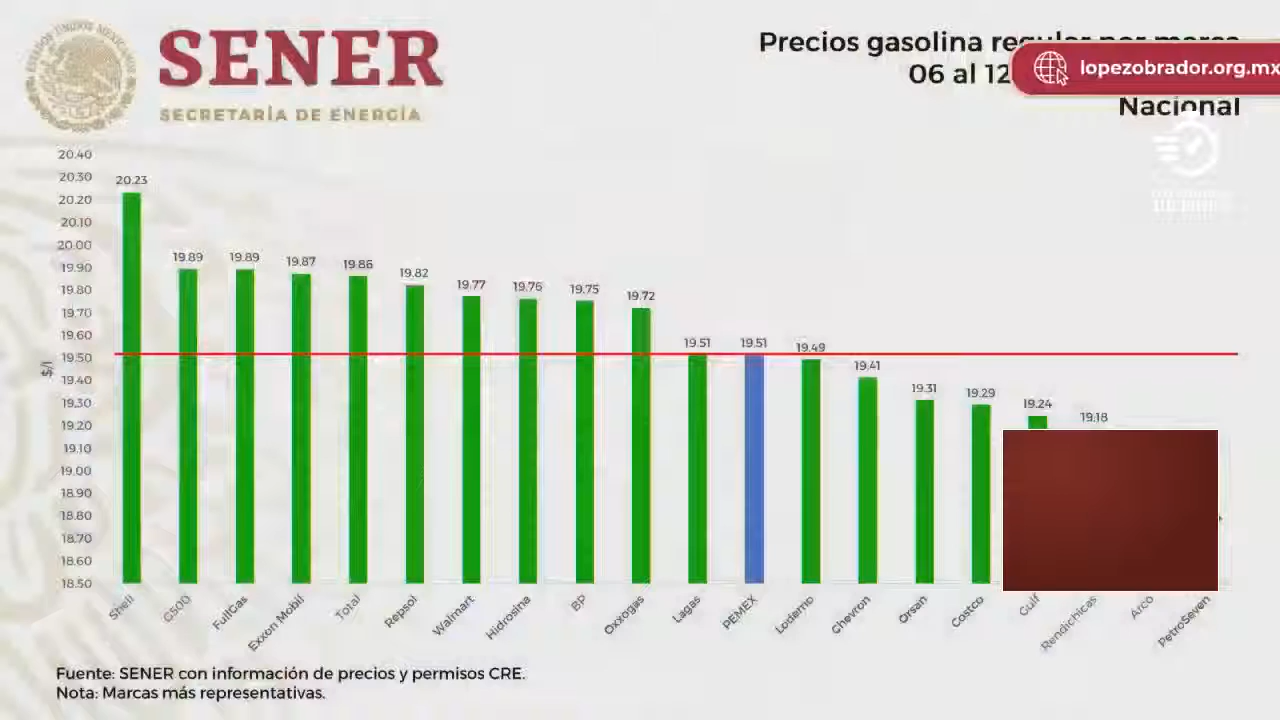 SENER
SECRETARÍA DE ENERGÍA
Precios gasolina regular por marca
06 al 12
lopezobrador.org.mx
Nacional
20.40
20.30
20.20
20.10
20.00
19.90
19.80
19.70
19.60
19.50
19.40
19.30
19.20
19.10
19.00
18.90
18.80
18.70
18.60
18.50
$/l
20.23
19.89
19.89
19.87
19.86
19.82
19.77
19.76
19.75
19.72
19.51
19.51
19.49
19.41
19.31
19.29
19.24
19.18
Shell
G500
FullGas
Exxon Mobil
Total
Repsol
Walmart
Hidrosina
BP
Oxxogas
Lagas
PEMEX
Lodemo
Chevron
Orsan
Costco
Gulf
Rendichicas
Arco
PetroSeven
Fuente: SENER con información de precios y permisos CRE.
Nota: Marcas más representativas.